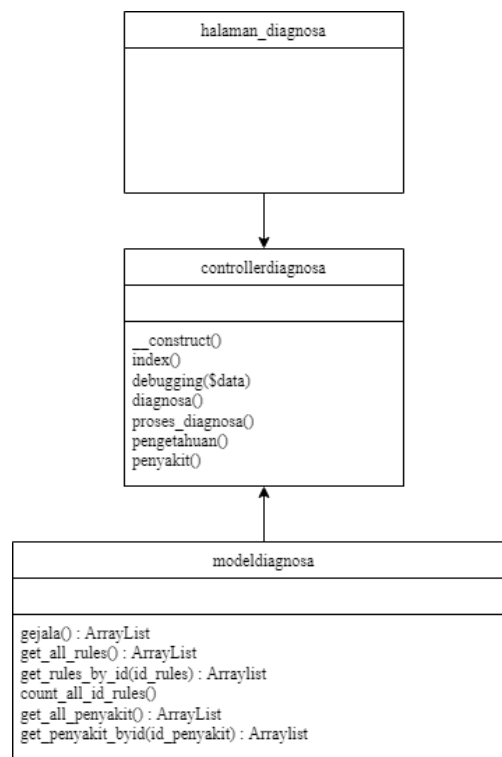 halaman_diagnosa
controllerdiagnosa
__construct()
index()
debugging($data)
diagnosa()
proses_diagnosa()
pengetahuan()
penyakit()
modeldiagnosa
gejala() : ArrayList
get_all_rules() : ArrayList
get_rules_by_id(id_rules) : Arraylist
count_all_id_rules()
get_all_penyakit() : ArrayList
get_penyakit_byid(id_penyakit) : Arraylist